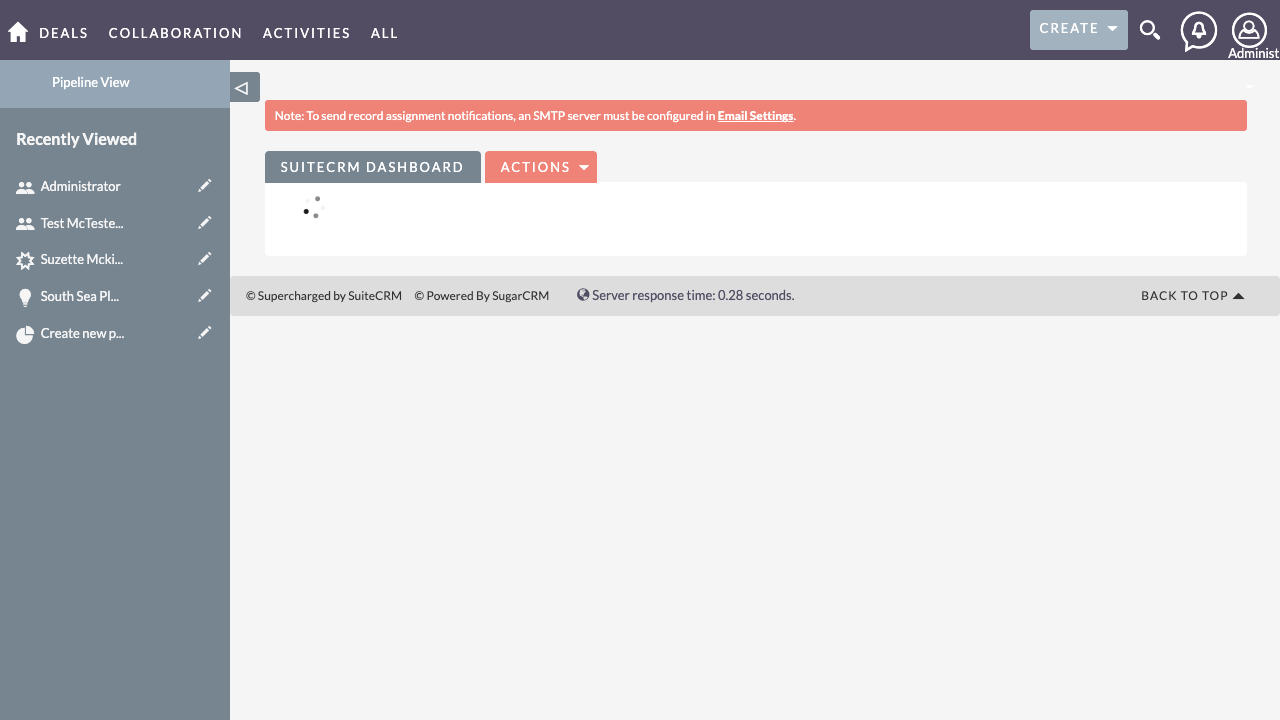 DEALS COLLABORATION ACTIVITIES ALL CREATE
Administ
Pipeline View
Note: To send record assignment notifications, an SMTP server must be configured in Email Settings.
Recently Viewed
SUITECRM DASHBOARD ACTIONS
Administrator
Test McTeste...
Suzette Mcki...
South Sea Pl...
Create new p...
© Supercharged by SuiteCRM © Powered By SugarCRM Server response time: 0.28 seconds. BACK TO TOP